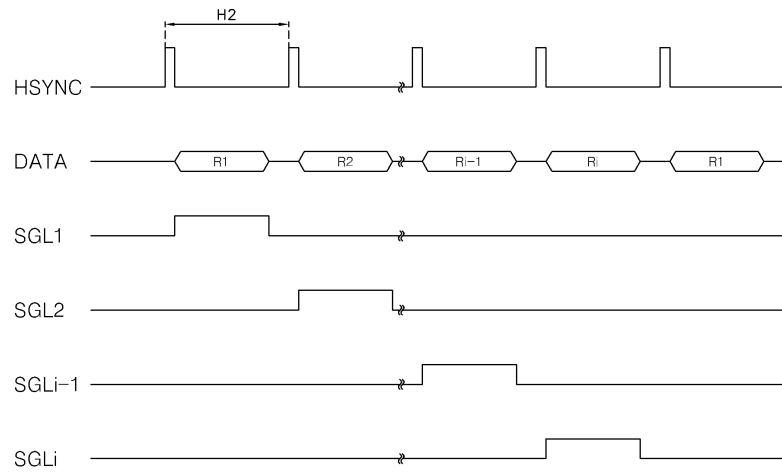 H2
HSYNC
DATA R1 R2 Ri-1 Ri R1
SGL1
SGL2
SGLi-1
SGLi